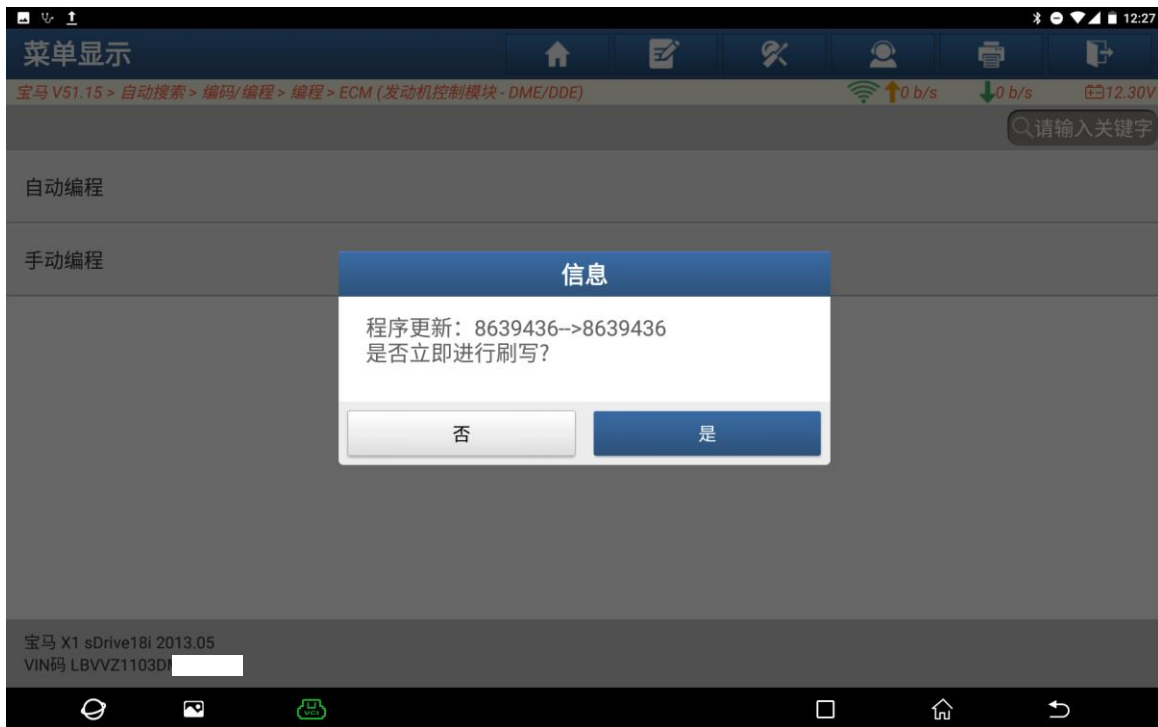 12:27
菜单显示
宝马 V51.15 > 自动搜索 > 编码/编程 > 编程 > ECM (发动机控制模块 - DME/DDE)
0 b/s
0 b/s
12.30V
请输入关键字
自动编程
手动编程
信息
程序更新：8639436-->8639436
是否立即进行刷写?
否
是
宝马 X1 sDrive18i 2013.05
VIN码 LBVVZ1103D
VCI